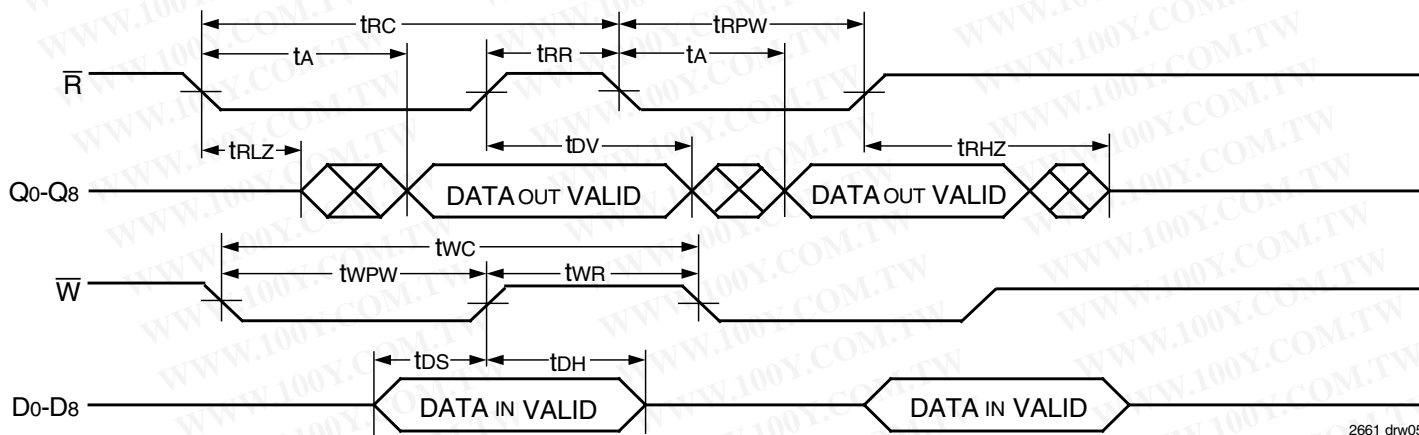 tRC
tRPW
tA
tRR
tA
R̅
tRLZ
tDV
tRHZ
Q0-Q8
DATA OUT VALID
DATA OUT VALID
tWC
tWPW
tWR
W̅
tDS
tDH
D0-D8
DATA IN VALID
DATA IN VALID
2661 drw05
WWW.100Y.COM.TW